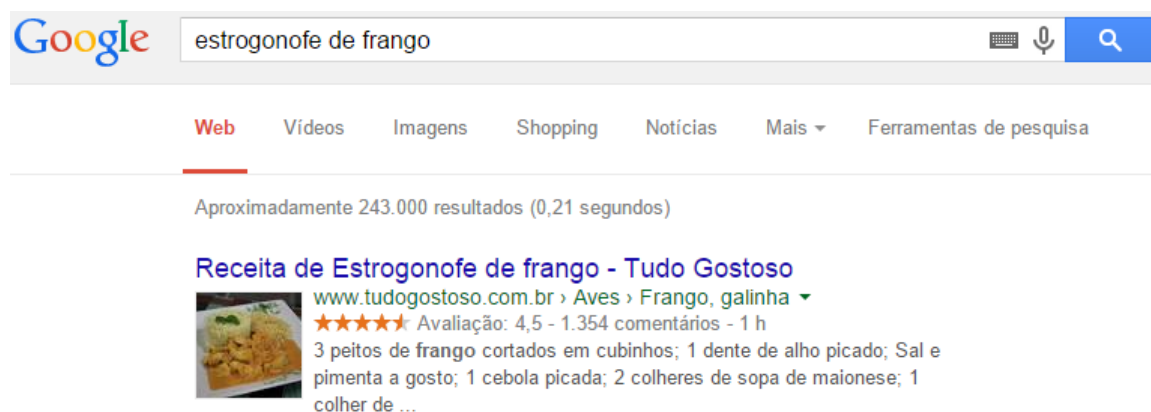 Google estrogonofe de frango
Web Vídeos Imagens Shopping Notícias Mais Ferramentas de pesquisa
Aproximadamente 243.000 resultados (0,21 segundos)
Receita de Estrogonofe de frango - Tudo Gostoso
www.tudogostoso.com.br › Aves › Frango, galinha
Avaliação: 4,5 - 1.354 comentários - 1 h
3 peitos de frango cortados em cubinhos; 1 dente de alho picado; Sal e
pimenta a gosto; 1 cebola picada; 2 colheres de sopa de maionese; 1
colher de ...